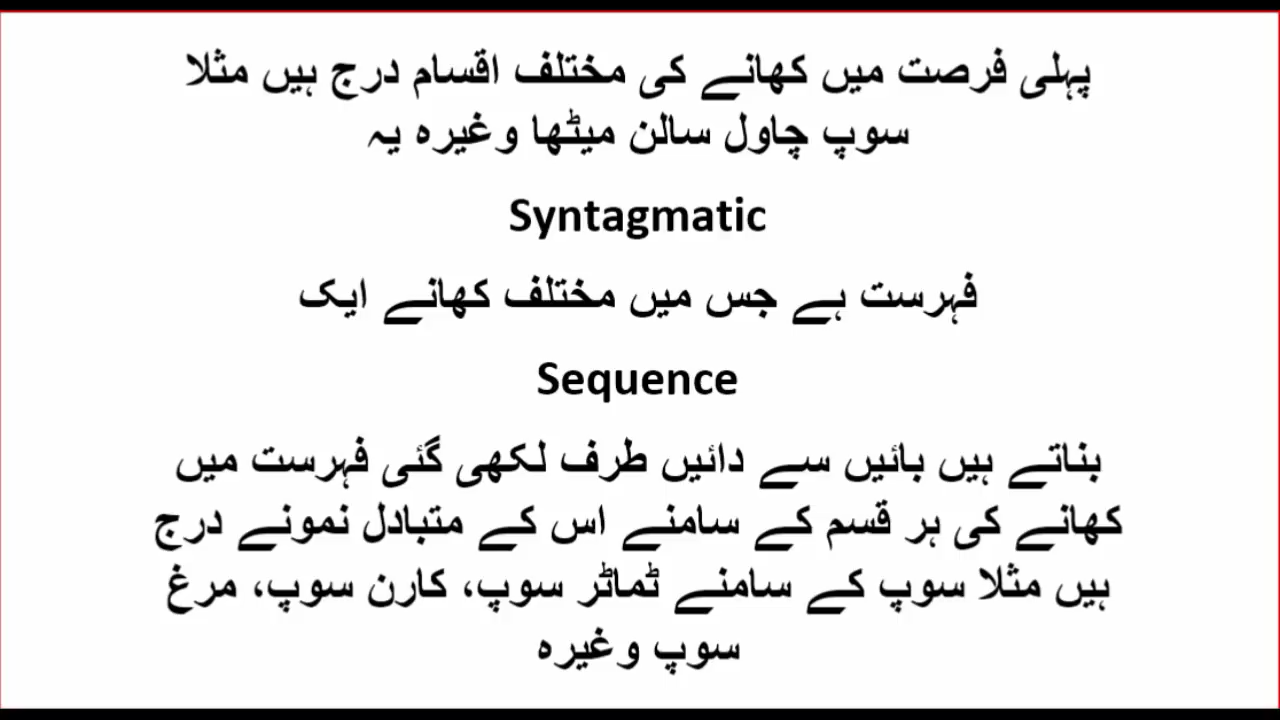 پہلی فرصت میں کھانے کی مختلف اقسام درج ہیں مثلا
سوپ چاول سالن میٹھا وغیرہ یہ
Syntagmatic
فہرست ہے جس میں مختلف کھانے ایک
Sequence
بناتے ہیں بائیں سے دائیں طرف لکھی گئی فہرست میں
کھانے کی ہر قسم کے سامنے اس کے متبادل نمونے درج
ہیں مثلا سوپ کے سامنے ٹماٹر سوپ، کارن سوپ، مرغ
سوپ وغیرہ